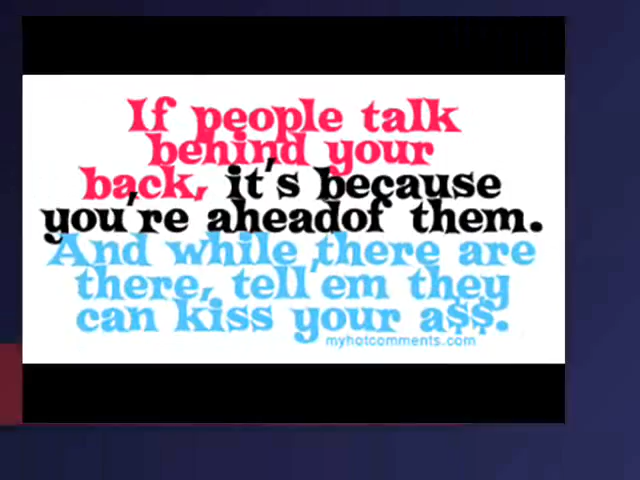 If people talk
behind your
back, it's because
you're aheadof them.
And while there are
there, tell'em they
can kiss your a$$.
myhotcomments.com